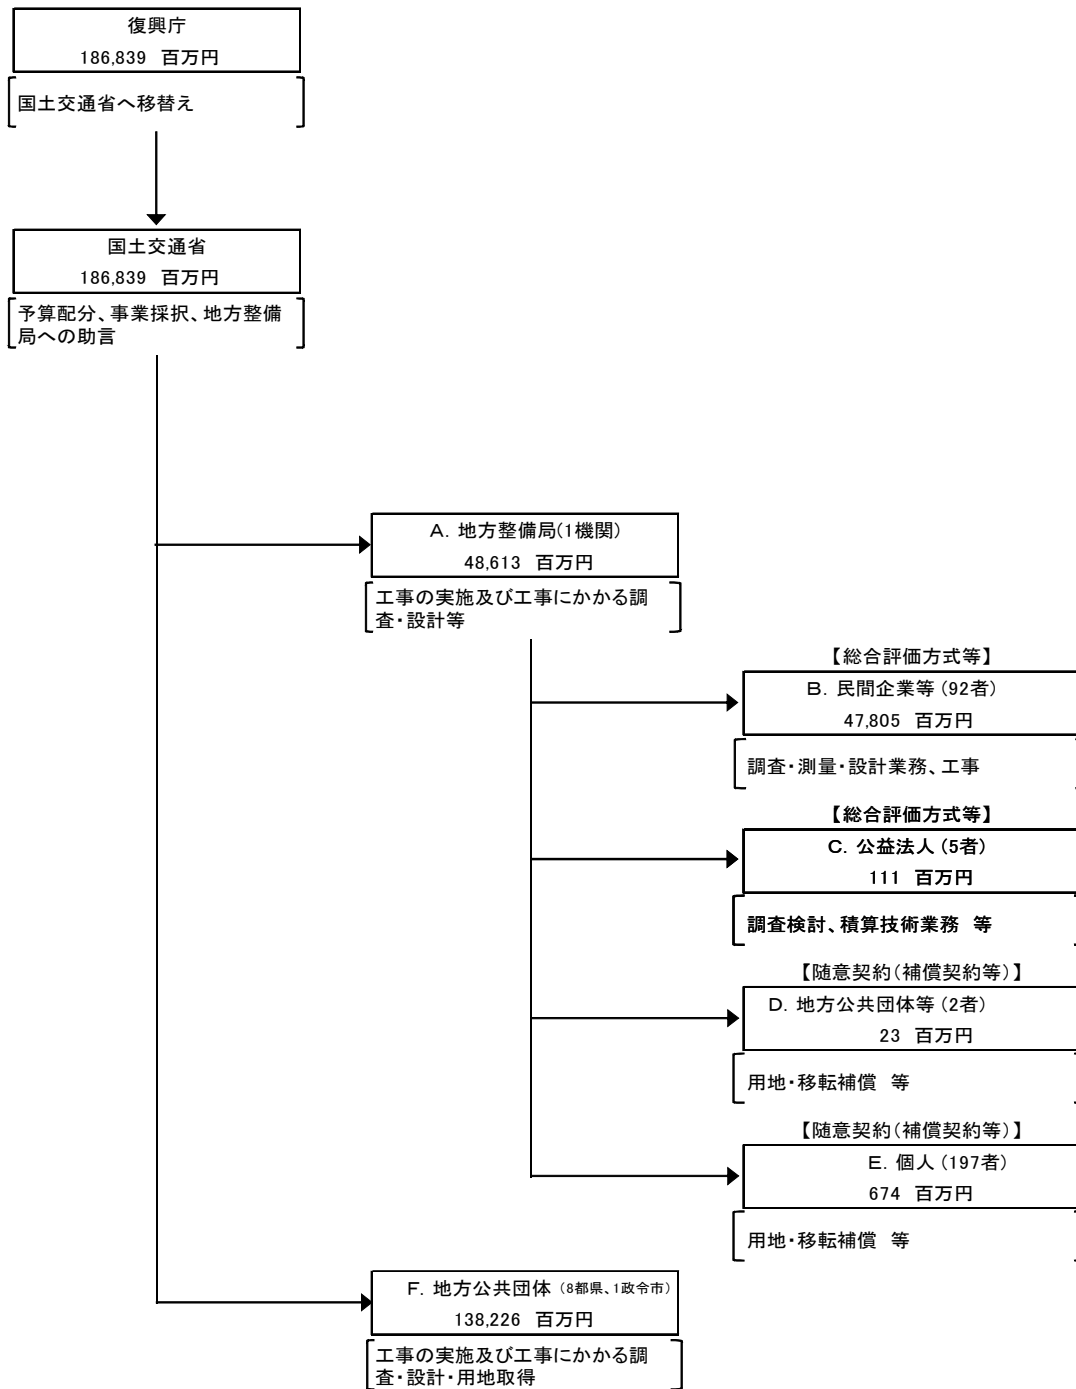 復興庁
186,839 百万円
国土交通省へ移替え
国土交通省
186,839 百万円
予算配分、事業採択、地方整備
局への助言
A. 地方整備局(1機関)
48,613 百万円
工事の実施及び工事にかかる調
査・設計等
【総合評価方式等】
B. 民間企業等(92者)
47,805 百万円
調査・測量・設計業務、工事
【総合評価方式等】
C. 公益法人(5者)
111 百万円
調査検討、積算技術業務 等
【随意契約(補償契約等)】
D. 地方公共団体等(2者)
23 百万円
用地・移転補償 等
【随意契約(補償契約等)】
E. 個人(197者)
674 百万円
用地・移転補償 等
F. 地方公共団体 (8都県、1政令市)
138,226 百万円
工事の実施及び工事にかかる調
査・設計・用地取得